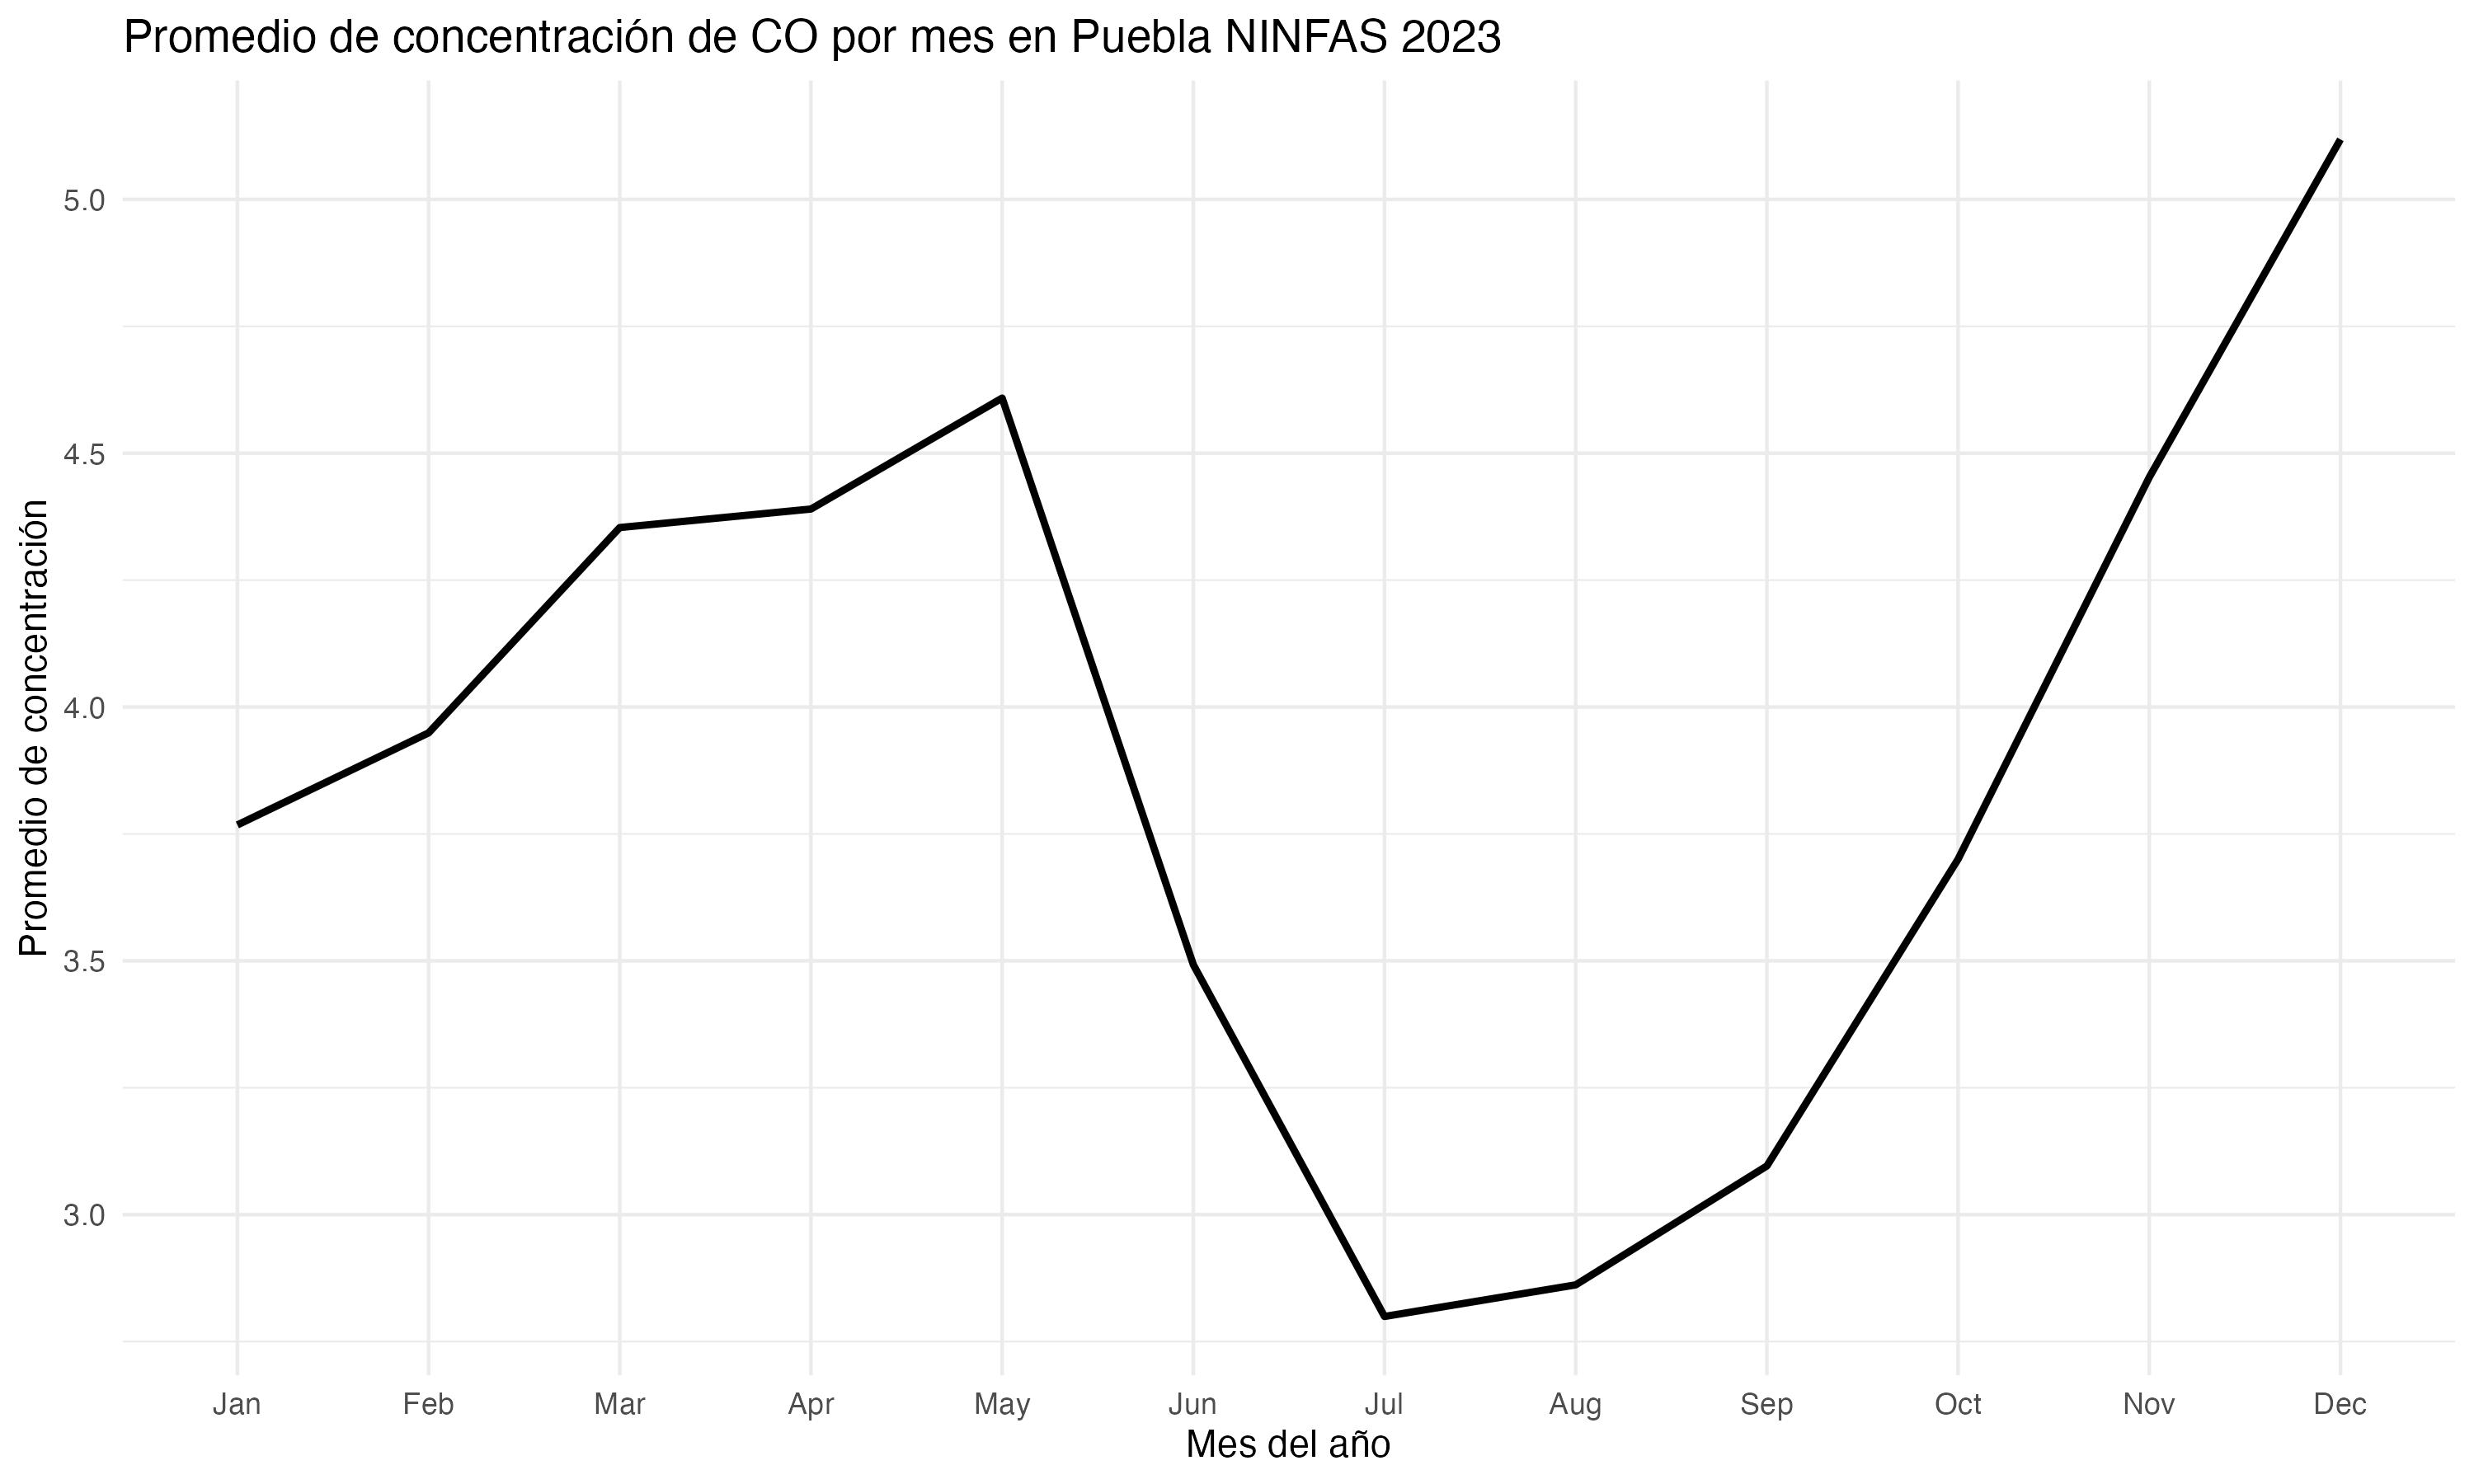 Promedio de concentración de CO por mes en Puebla NINFAS 2023
Promedio de concentración
5.0
4.5
4.0
3.5
3.0
Jan Feb Mar Apr May Jun Jul Aug Sep Oct Nov Dec
Mes del año